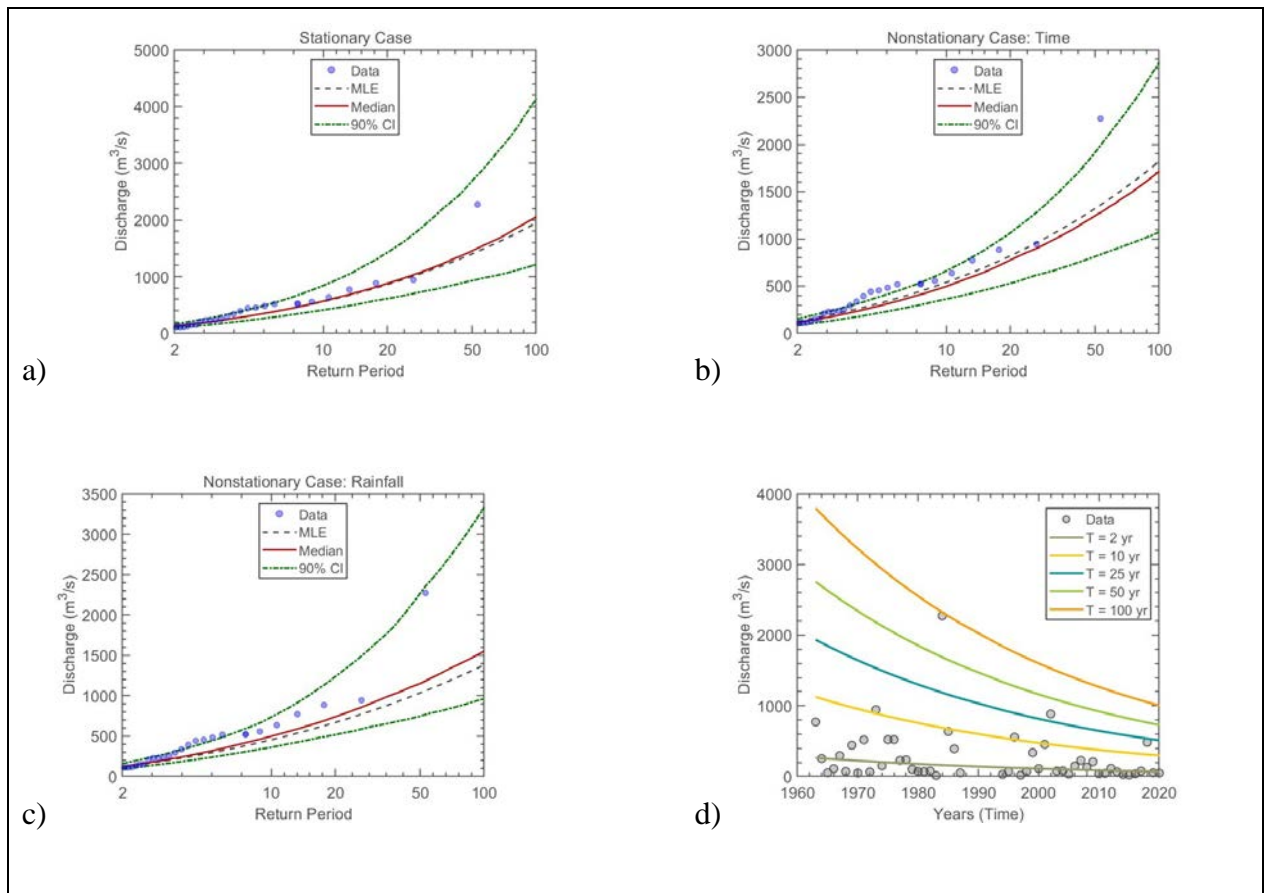 Stationary Case
5000
4000
3000
2000
1000
0
Discharge (m³/s)
Data
MLE
Median
90% CI
2 10 20 50 100
Return Period
a)
Nonstationary Case: Time
3000
2500
2000
1500
1000
500
0
Discharge (m³/s)
Data
MLE
Median
90% CI
2 10 20 50 100
Return Period
b)
Nonstationary Case: Rainfall
3500
3000
2500
2000
1500
1000
500
0
Discharge (m³/s)
Data
MLE
Median
90% CI
2 10 20 50 100
Return Period
c)
4000
3000
2000
1000
0
Discharge (m³/s)
Data
T = 2 yr
T = 10 yr
T = 25 yr
T = 50 yr
T = 100 yr
1960 1970 1980 1990 2000 2010 2020
Years (Time)
d)